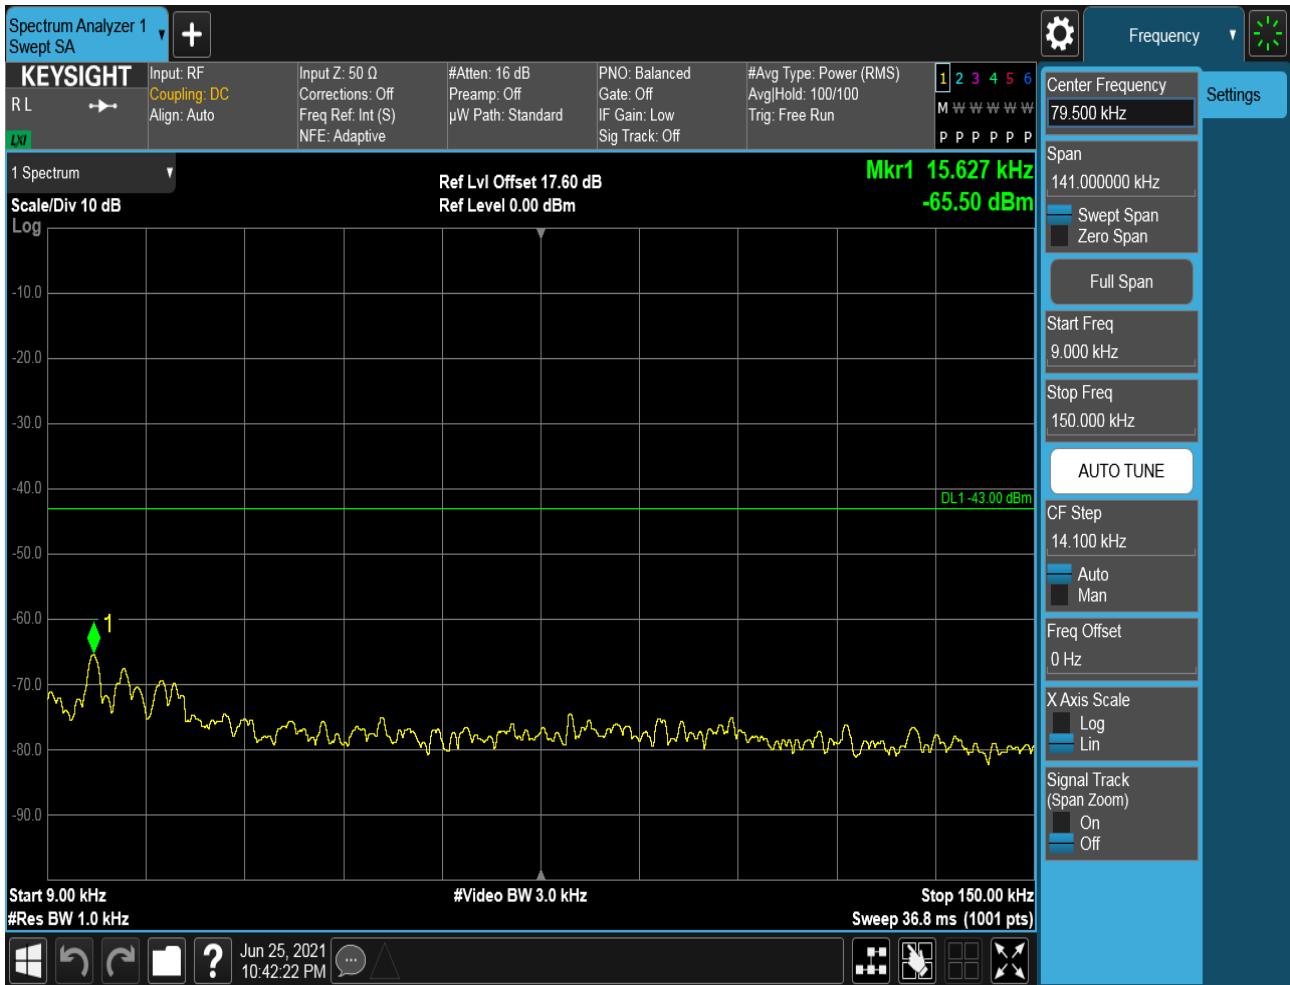 Spectrum Analyzer 1
Swept SA
+
Frequency
KEYSIGHT
R L
LXI
Input: RF
Coupling: DC
Align: Auto
Input Z: 50 Ω
Corrections: Off
Freq Ref: Int (S)
NFE: Adaptive
#Atten: 16 dB
Preamp: Off
µW Path: Standard
PNO: Balanced
Gate: Off
IF Gain: Low
Sig Track: Off
#Avg Type: Power (RMS)
Avg|Hold: 100/100
Trig: Free Run
1 2 3 4 5 6
M W W W W W
P P P P P P
1 Spectrum
Scale/Div 10 dB
Log
Ref Lvl Offset 17.60 dB
Ref Level 0.00 dBm
Mkr1 15.627 kHz
-65.50 dBm
-10.0
-20.0
-30.0
-40.0
DL1 -43.00 dBm
-50.0
-60.0
1
-70.0
-80.0
-90.0
Start 9.00 kHz
#Video BW 3.0 kHz
Stop 150.00 kHz
#Res BW 1.0 kHz
Sweep 36.8 ms (1001 pts)
Center Frequency
79.500 kHz
Settings
Span
141.000000 kHz
Swept Span
Zero Span
Full Span
Start Freq
9.000 kHz
Stop Freq
150.000 kHz
AUTO TUNE
CF Step
14.100 kHz
Auto
Man
Freq Offset
0 Hz
X Axis Scale
Log
Lin
Signal Track
(Span Zoom)
On
Off
?
Jun 25, 2021
10:42:22 PM